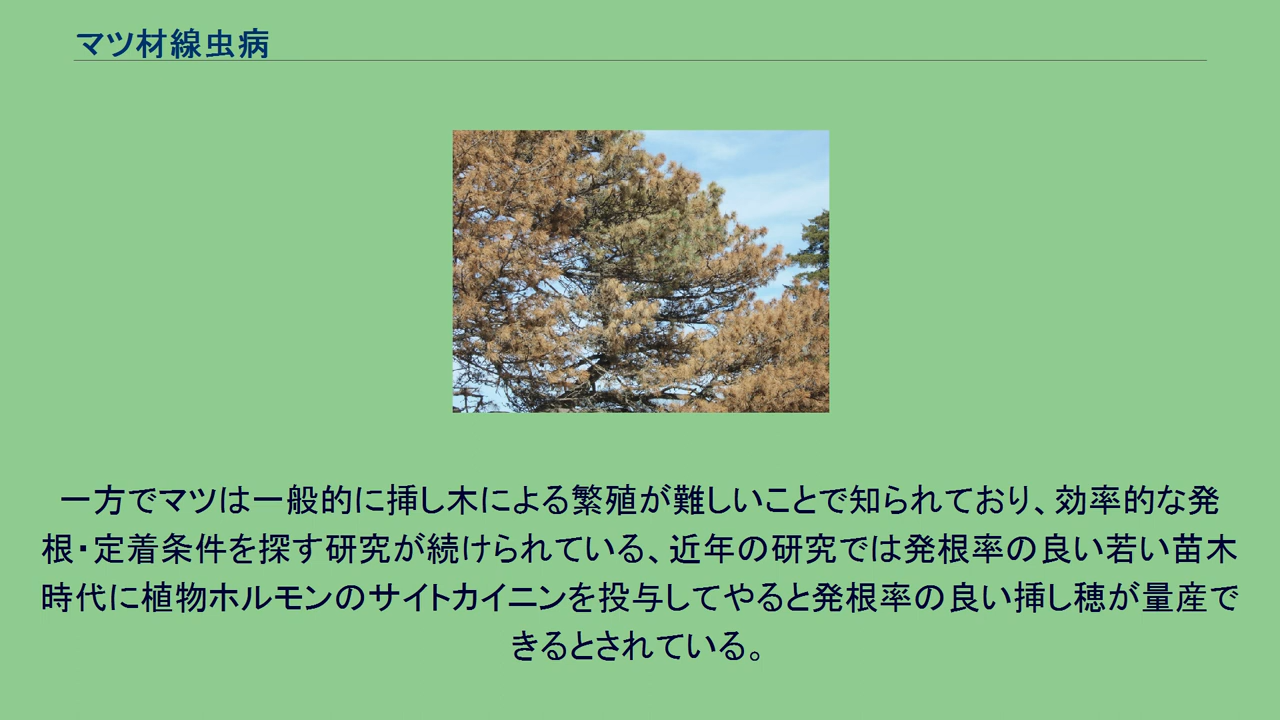 マツ材線虫病
一方でマツは一般的に挿し木による繁殖が難しいことで知られており、効率的な発
根・定着条件を探す研究が続けられている、近年の研究では発根率の良い若い苗木
時代に植物ホルモンのサイトカイニンを投与してやると発根率の良い挿し穂が量産で
きるとされている。